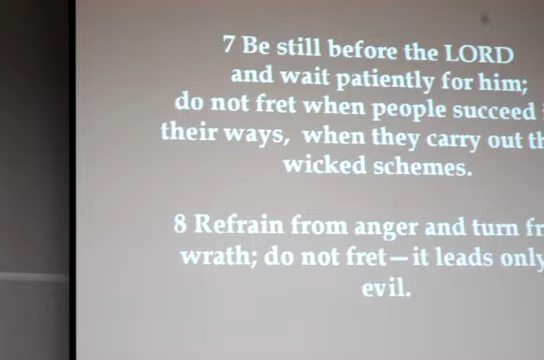 7 Be still before the LORD
and wait patiently for him;
do not fret when people succeed
their ways, when they carry out
wicked schemes.
8 Refrain from anger and turn
wrath; do not fret—it leads only
evil.